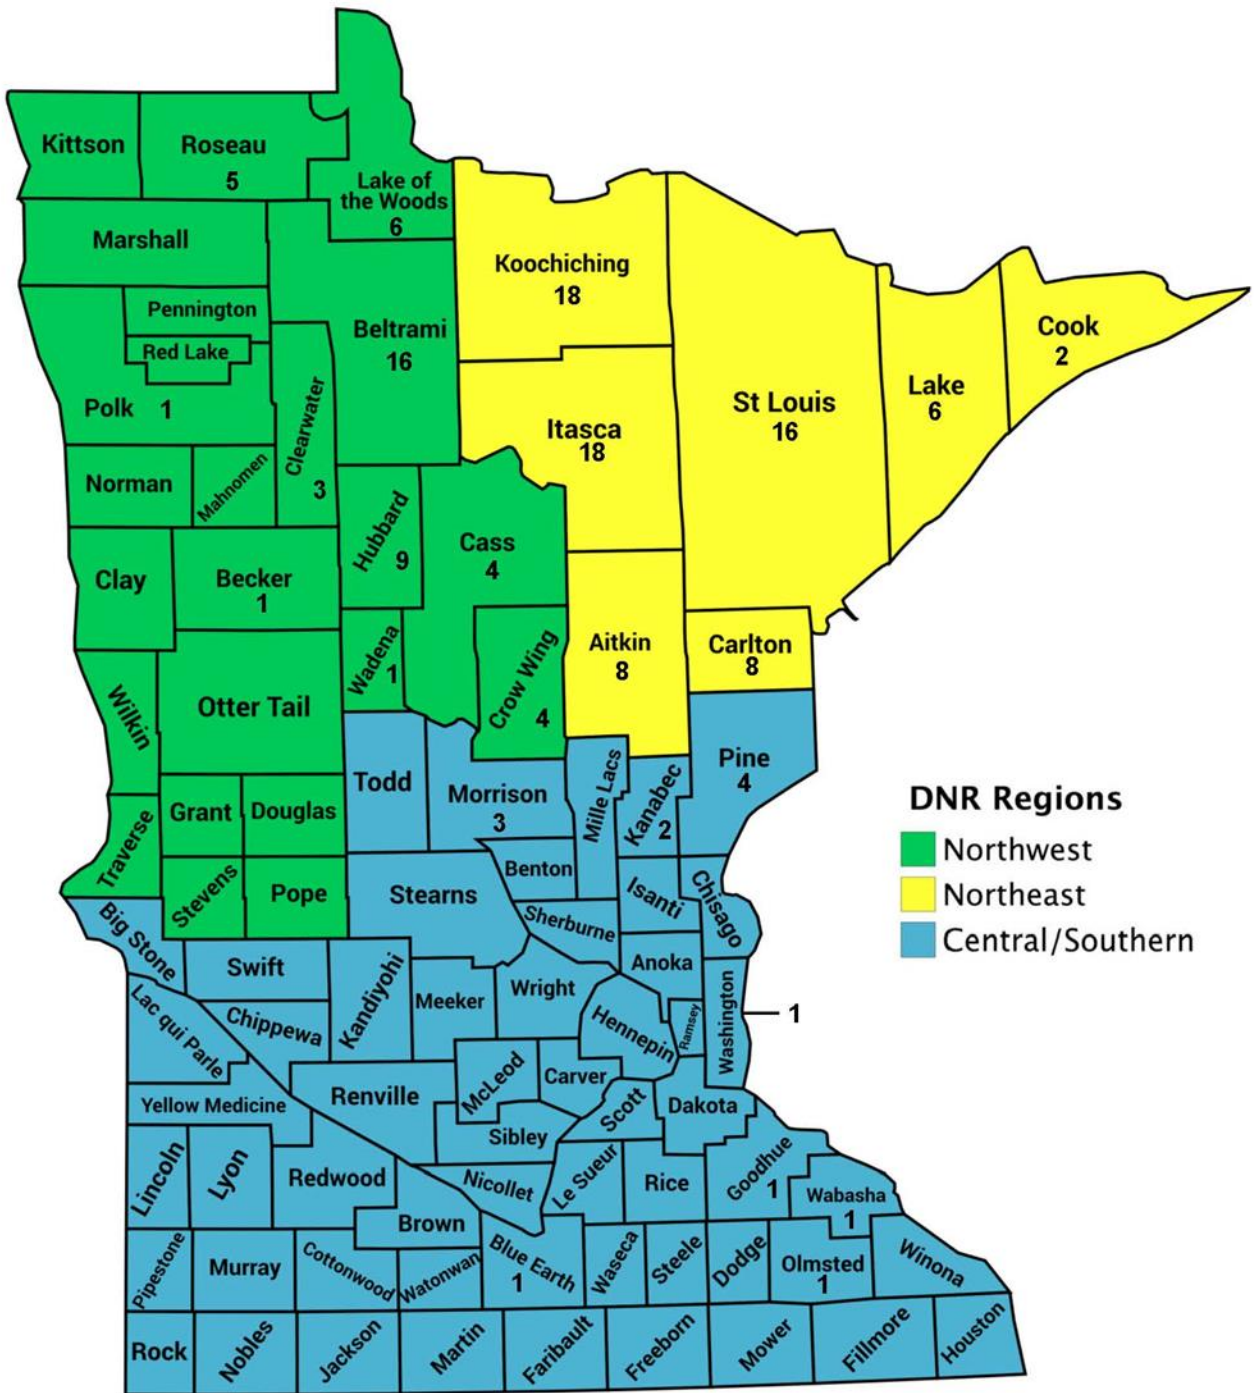 Kittson
Roseau
5
Lake of
the Woods
6
Marshall
Koochiching
18
Pennington
Beltrami
16
Red Lake
Polk 1
Clearwater
3
Cook
2
Lake
6
St Louis
16
Itasca
18
Norman
Mahnomen
Hubbard
9
Cass
4
Clay
Becker
1
Aitkin
8
Carlton
8
Wadena
1
Crow Wing
4
Wilkin
Otter Tail
Todd
Morrison
3
Mille Lacs
Kanabec
2
Pine
4
DNR Regions
Northwest
Northeast
Central/Southern
Traverse
Grant
Douglas
Stevens
Pope
Stearns
Benton
Sherburne
Isanti
Chisago
Big Stone
Swift
Kandiyohi
Meeker
Wright
Anoka
Hennepin
Ramsey
Washington
1
Lac qui Parle
Chippewa
Renville
McLeod
Carver
Scott
Dakota
Yellow Medicine
Sibley
Lincoln
Lyon
Redwood
Nicollet
Le Sueur
Rice
Goodhue
1
Wabasha
1
Brown
Pipestone
Murray
Cottonwood
Watonwan
Blue Earth
1
Waseca
Steele
Dodge
Olmsted
1
Winona
Rock
Nobles
Jackson
Martin
Faribault
Freeborn
Mower
Fillmore
Houston